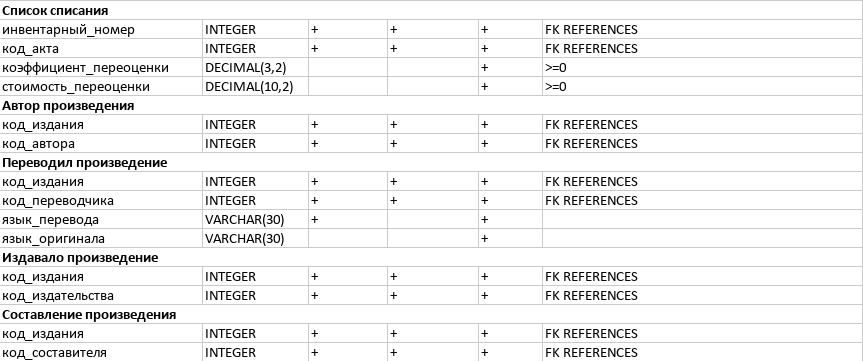 Список списания
инвентарный_номер INTEGER + + + FK REFERENCES
код_акта INTEGER + + + FK REFERENCES
коэффициент_переоценки DECIMAL(3,2) + >=0
стоимость_переоценки DECIMAL(10,2) + >=0
Автор произведения
код_издания INTEGER + + + FK REFERENCES
код_автора INTEGER + + + FK REFERENCES
Переводил произведение
код_издания INTEGER + + + FK REFERENCES
код_переводчика INTEGER + + + FK REFERENCES
язык_перевода VARCHAR(30) + +
язык_оригинала VARCHAR(30) +
Издавало произведение
код_издания INTEGER + + + FK REFERENCES
код_издательства INTEGER + + + FK REFERENCES
Составление произведения
код_издания INTEGER + + + FK REFERENCES
код_составителя INTEGER + + + FK REFERENCES